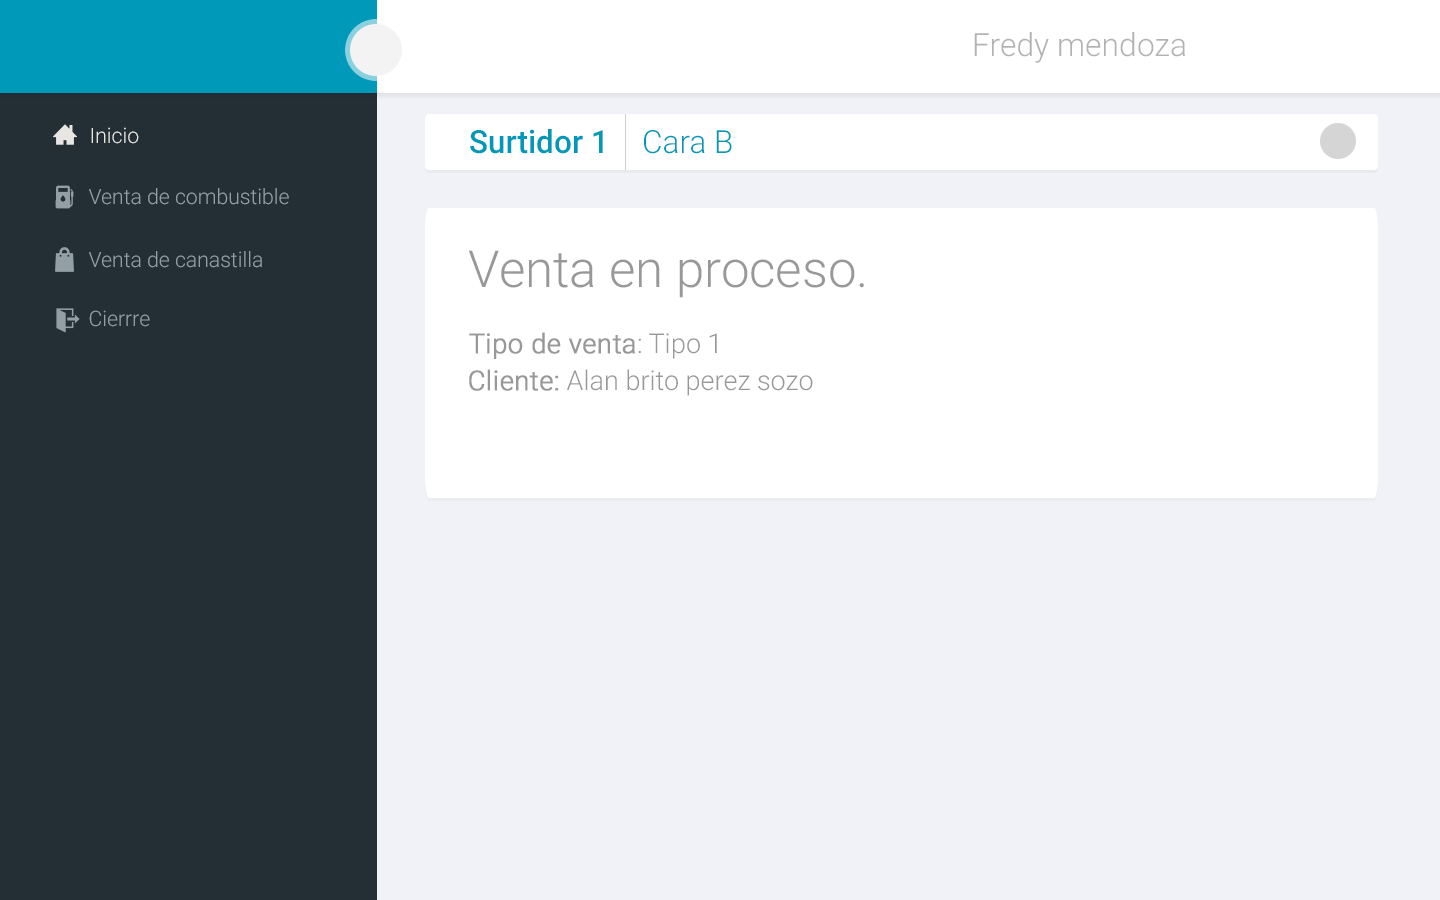 Fredy mendoza
Inicio
Venta de combustible
Venta de canastilla
Cierrre
Surtidor 1 Cara B
Venta en proceso.
Tipo de venta: Tipo 1
Cliente: Alan brito perez sozo